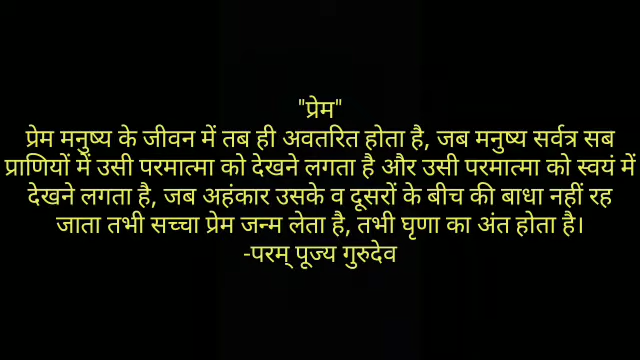 "प्रेम"
प्रेम मनुष्य के जीवन में तब ही अवतरित होता है, जब मनुष्य सर्वत्र सब
प्राणियों में उसी परमात्मा को देखने लगता है और उसी परमात्मा को स्वयं में
देखने लगता है, जब अहंकार उसके व दूसरों के बीच की बाधा नहीं रह
जाता तभी सच्चा प्रेम जन्म लेता है, तभी घृणा का अंत होता है।
-परम् पूज्य गुरुदेव